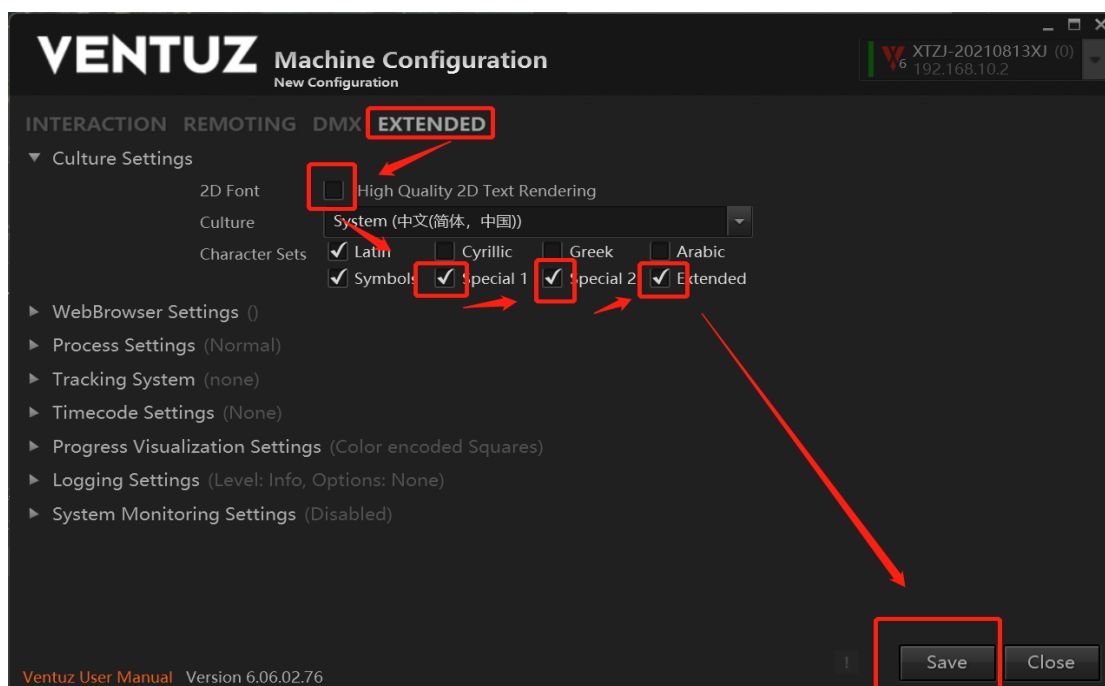 VENTUZ Machine Configuration
New Configuration
XTZJ-20210813XJ (0)
6 192.168.10.2
INTERACTION REMOTING DMX EXTENDED
Culture Settings
2D Font High Quality 2D Text Rendering
Culture System (中文(简体，中国))
Character Sets Latin Cyrillic Greek Arabic
Symbols Special 1 Special 2 Extended
WebBrowser Settings ()
Process Settings (Normal)
Tracking System (none)
Timecode Settings (None)
Progress Visualization Settings (Color encoded Squares)
Logging Settings (Level: Info, Options: None)
System Monitoring Settings (Disabled)
! Save Close
Ventuz User Manual Version 6.06.02.76